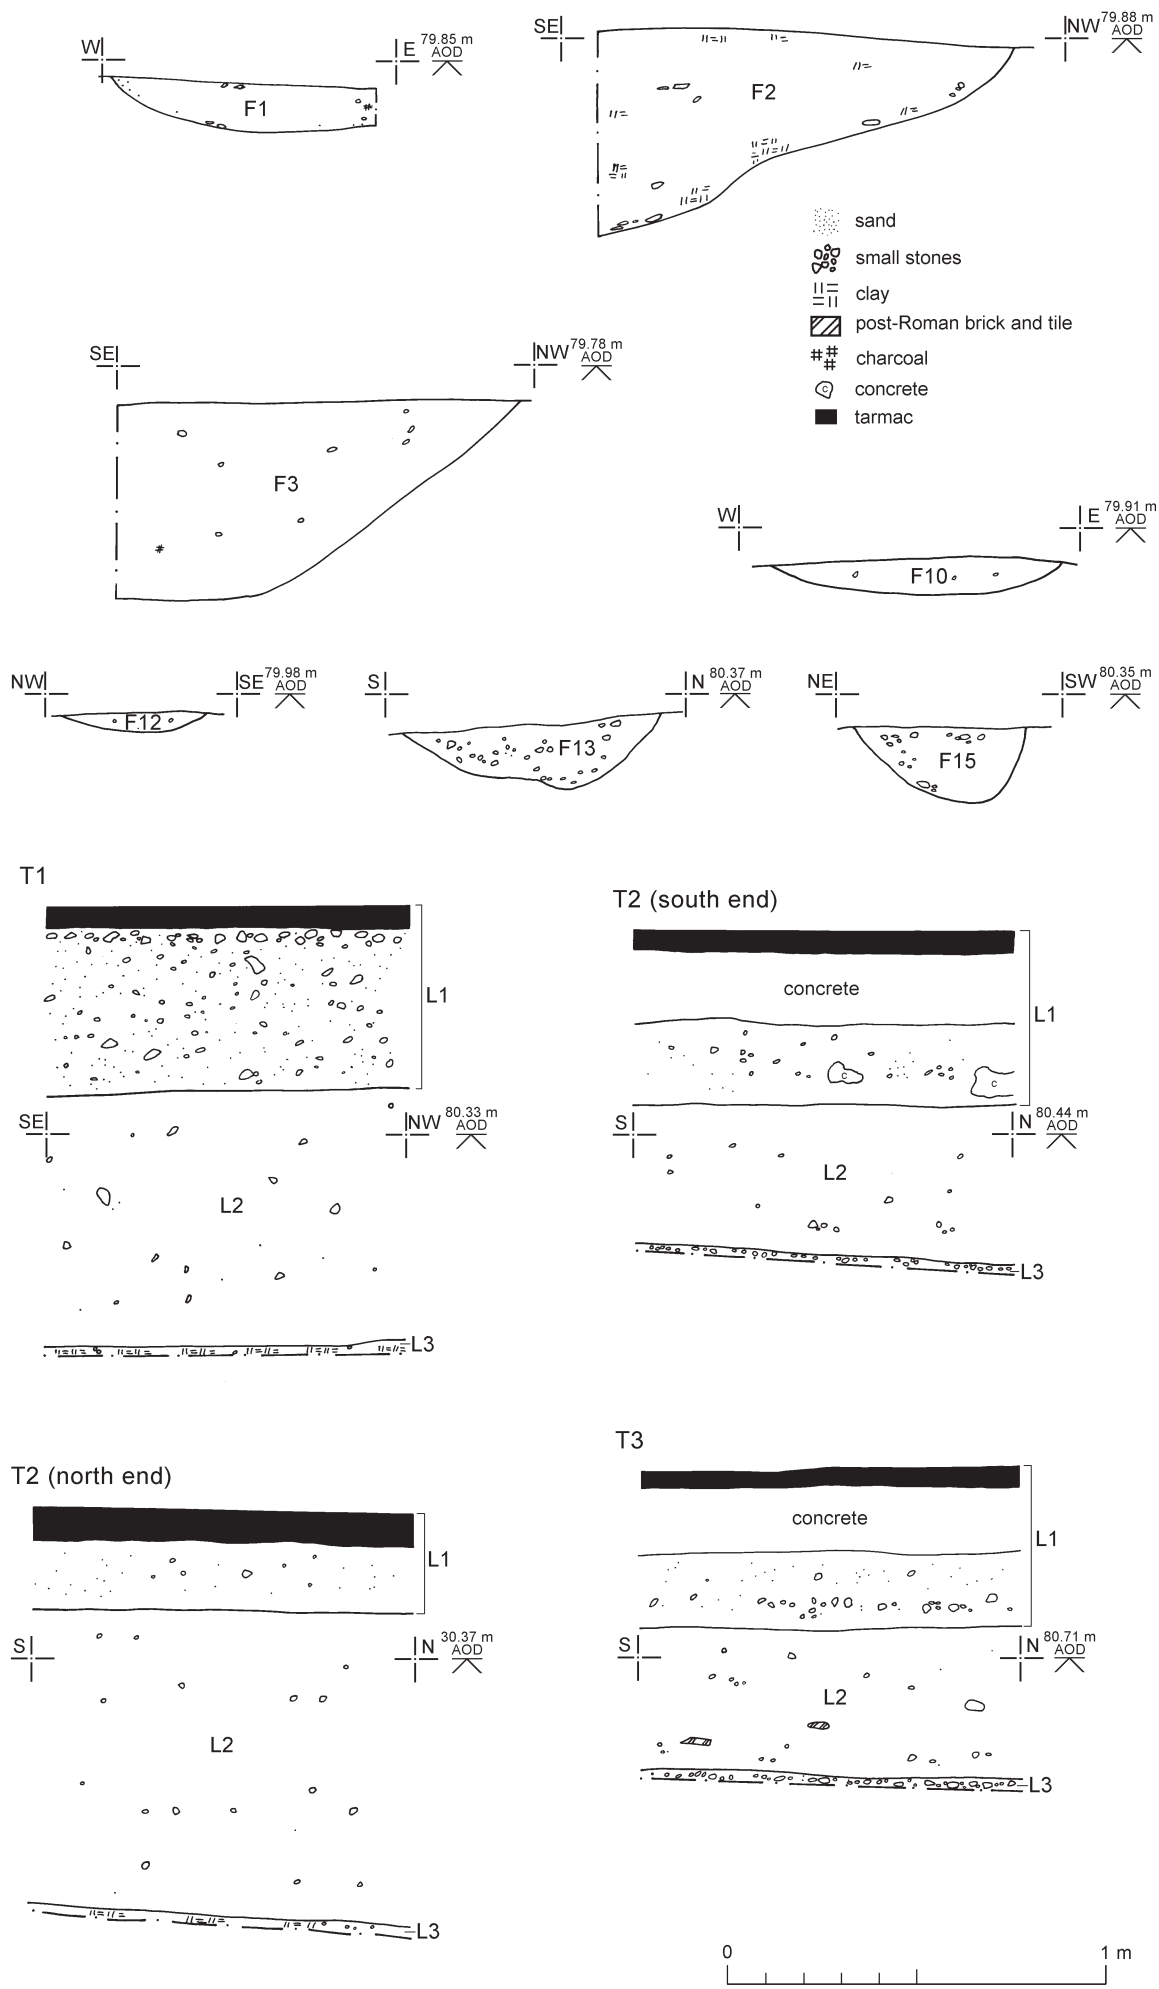 W E 79.85 m
AOD
F1
SE NW 79.88 m
AOD
F2
sand
small stones
clay
post-Roman brick and tile
charcoal
c concrete
tarmac
SE NW 79.78 m
AOD
F3
W E 79.91 m
AOD
F10
NW SE 79.98 m
AOD
F12
S N 80.37 m
AOD
F13
NE SW 80.35 m
AOD
F15
T1
L1
SE NW 80.33 m
AOD
L2
L3
T2 (south end)
concrete
L1
c c
S N 80.44 m
AOD
L2
L3
T2 (north end)
L1
S N 30.37 m
AOD
L2
L3
T3
concrete
L1
S N 80.71 m
AOD
L2
L3
0 1 m